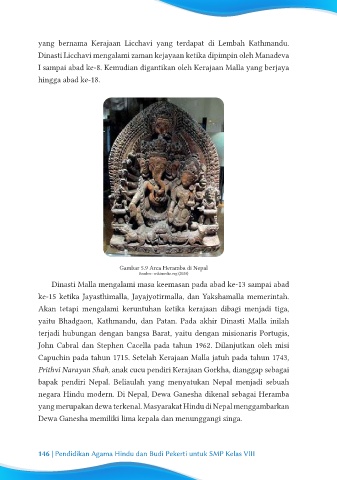 yang bernama Kerajaan Licchavi yang terdapat di Lembah Kathmandu.
Dinasti Licchavi mengalami zaman kejayaan ketika dipimpin oleh Manadeva
I sampai abad ke-8. Kemudian digantikan oleh Kerajaan Malla yang berjaya
hingga abad ke-18.
Gambar 5.9 Arca Heramba di Nepal
Sumber: wikimedia.org (2010)
Dinasti Malla mengalami masa keemasan pada abad ke-13 sampai abad
ke-15 ketika Jayasthimalla, Jayajyotirmalla, dan Yakshamalla memerintah.
Akan tetapi mengalami keruntuhan ketika kerajaan dibagi menjadi tiga,
yaitu Bhadgaon, Kathmandu, dan Patan. Pada akhir Dinasti Malla inilah
terjadi hubungan dengan bangsa Barat, yaitu dengan misionaris Portugis,
John Cabral dan Stephen Cacella pada tahun 1962. Dilanjutkan oleh misi
Capuchin pada tahun 1715. Setelah Kerajaan Malla jatuh pada tahun 1743,
Prithvi Narayan Shah, anak cucu pendiri Kerajaan Gorkha, dianggap sebagai
bapak pendiri Nepal. Beliaulah yang menyatukan Nepal menjadi sebuah
negara Hindu modern. Di Nepal, Dewa Ganesha dikenal sebagai Heramba
yang merupakan dewa terkenal. Masyarakat Hindu di Nepal menggambarkan
Dewa Ganesha memiliki lima kepala dan menunggangi singa.
146 | Pendidikan Agama Hindu dan Budi Pekerti untuk SMP Kelas VIII